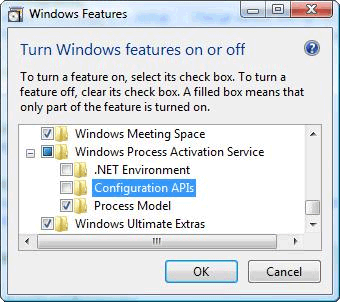 Windows Features
Turn Windows features on or off
To turn a feature on, select its check box. To turn a
feature off, clear its check box. A filled box means that
only part of the feature is turned on.
Windows Meeting Space
Windows Process Activation Service
.NET Environment
Configuration APIs
Process Model
Windows Ultimate Extras
OK
Cancel